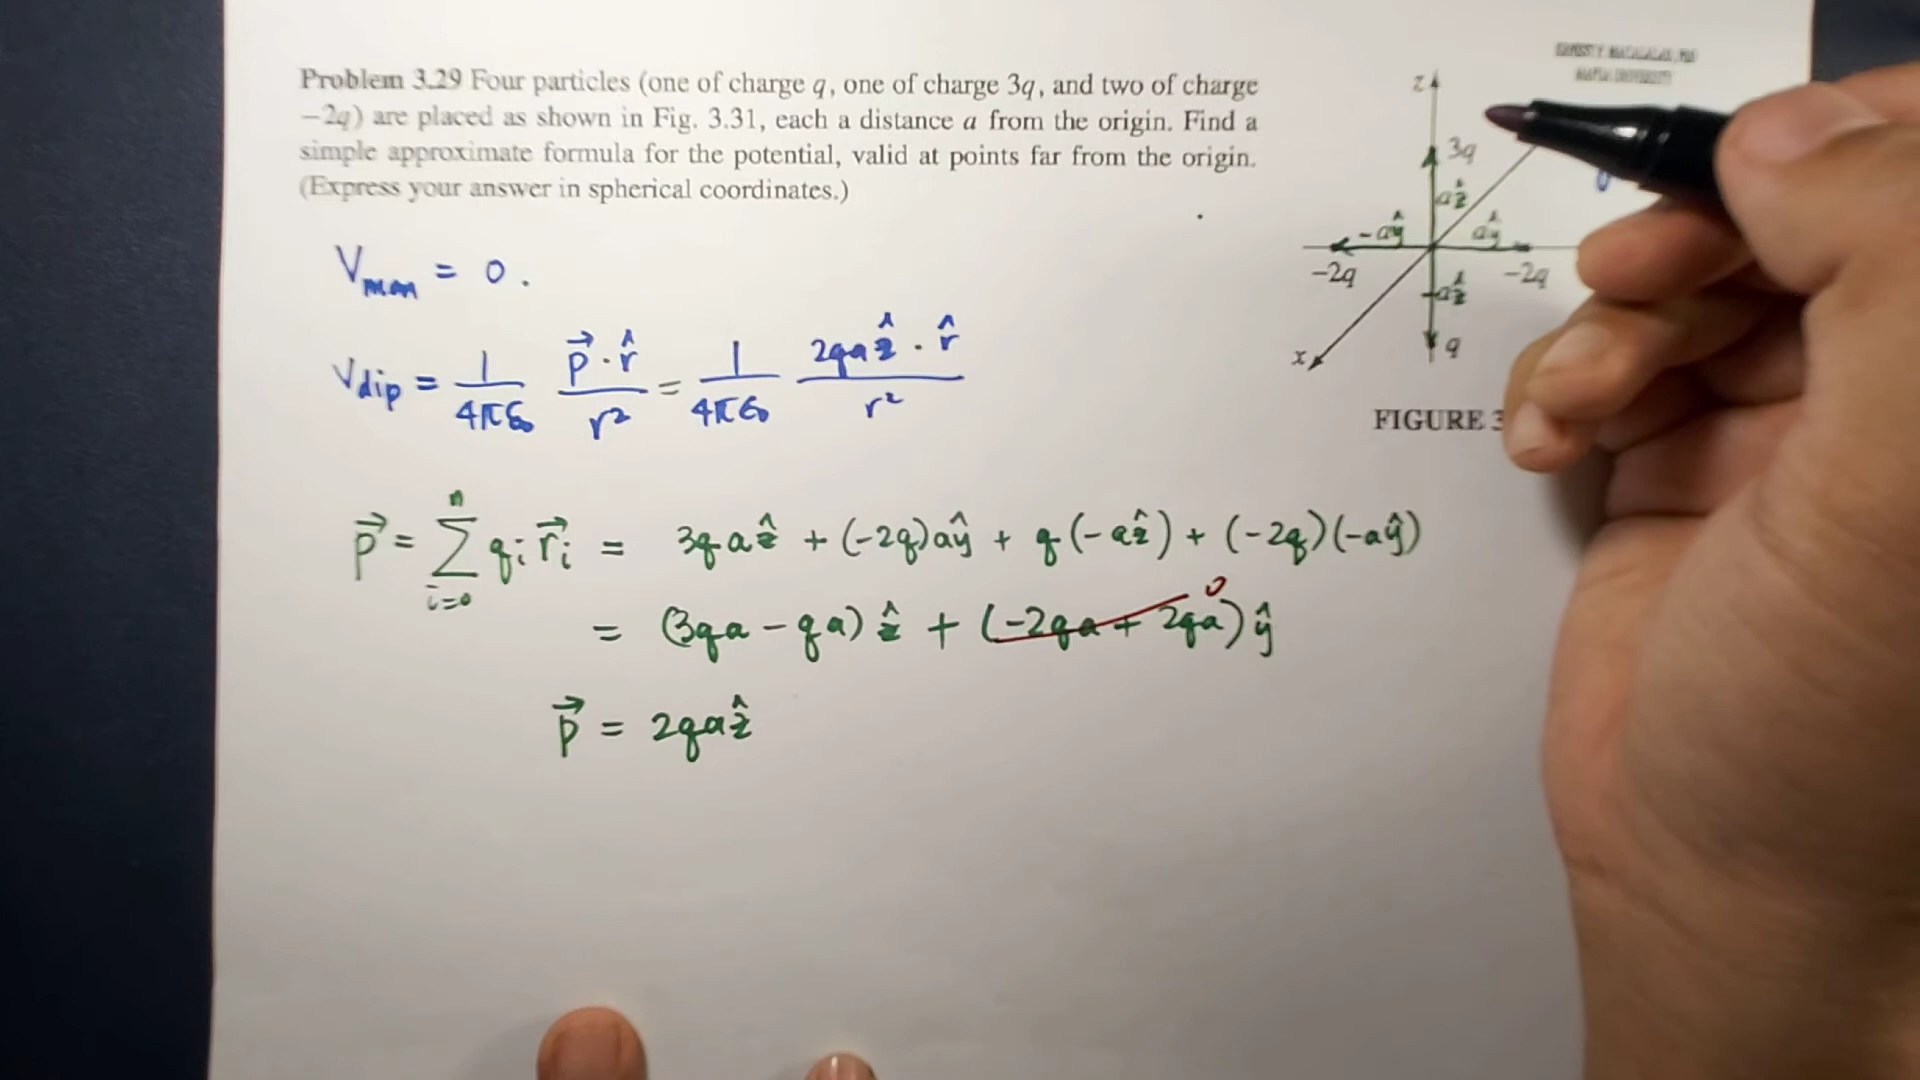 Problem 3.29 Four particles (one of charge q, one of charge 3q, and two of charge
−2q) are placed as shown in Fig. 3.31, each a distance a from the origin. Find a
simple approximate formula for the potential, valid at points far from the origin.
(Express your answer in spherical coordinates.)
z
3q
aẑ
-aŷ
aŷ
-2q
-2q
aẑ
q
x
FIGURE 3
V_mon = 0.
V_dip = 1/(4πε₀) (p⃗ · r̂)/r² = 1/(4πε₀) (2qaẑ · r̂)/r²
p⃗ = Σ_{i=0}^{n} qᵢ r⃗ᵢ = 3qaẑ + (-2q)aŷ + q(-aẑ) + (-2q)(-aŷ)
= (3qa - qa)ẑ + (-2qa + 2qa)ŷ 0
p⃗ = 2qaẑ